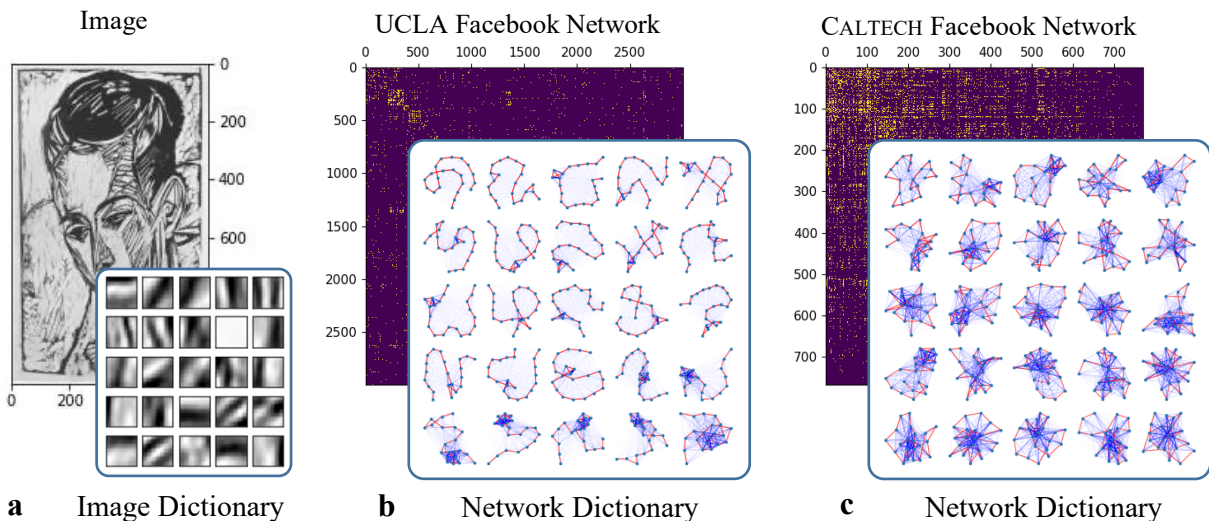 Image
0
200
400
600
0
200
a Image Dictionary
UCLA Facebook Network
0 500 1000 1500 2000 2500
0
500
1000
1500
2000
2500
b Network Dictionary
CALTECH Facebook Network
0 100 200 300 400 500 600 700
0
100
200
300
400
500
600
700
c Network Dictionary